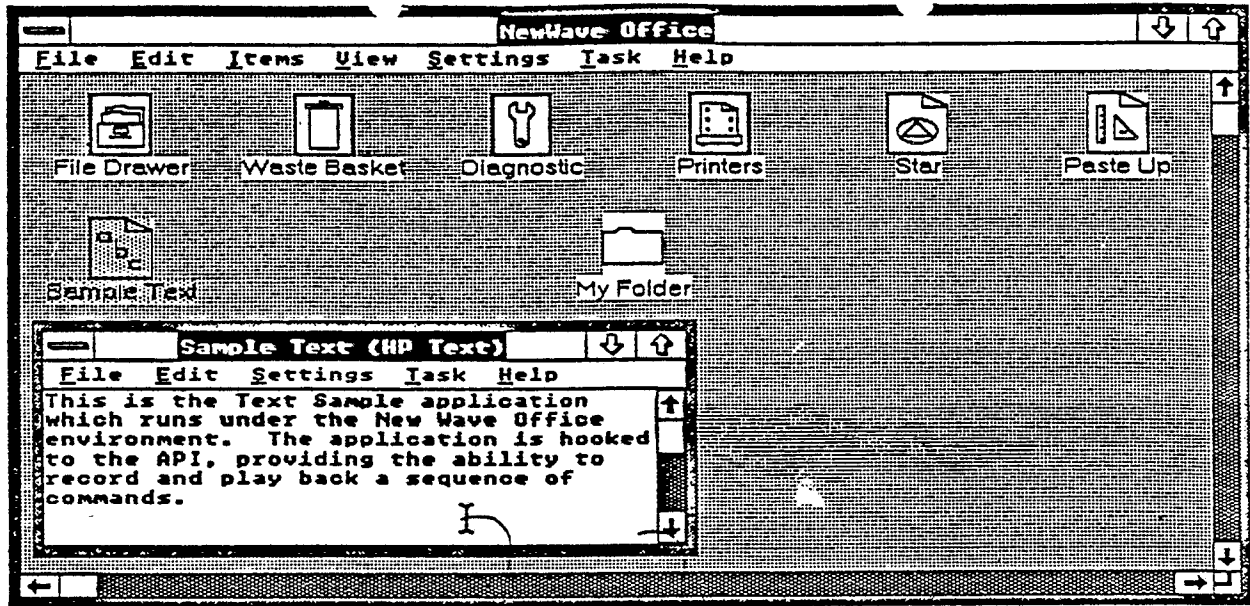 NewWave Office
File Edit Items View Settings Task Help
File Drawer Waste Basket Diagnostic Printers Star Paste Up
Sample Text My Folder
Sample Text (HP Text)
File Edit Settings Task Help
This is the Text Sample application
which runs under the New Wave Office
environment. The application is hooked
to the API, providing the ability to
record and play back a sequence of
commands.